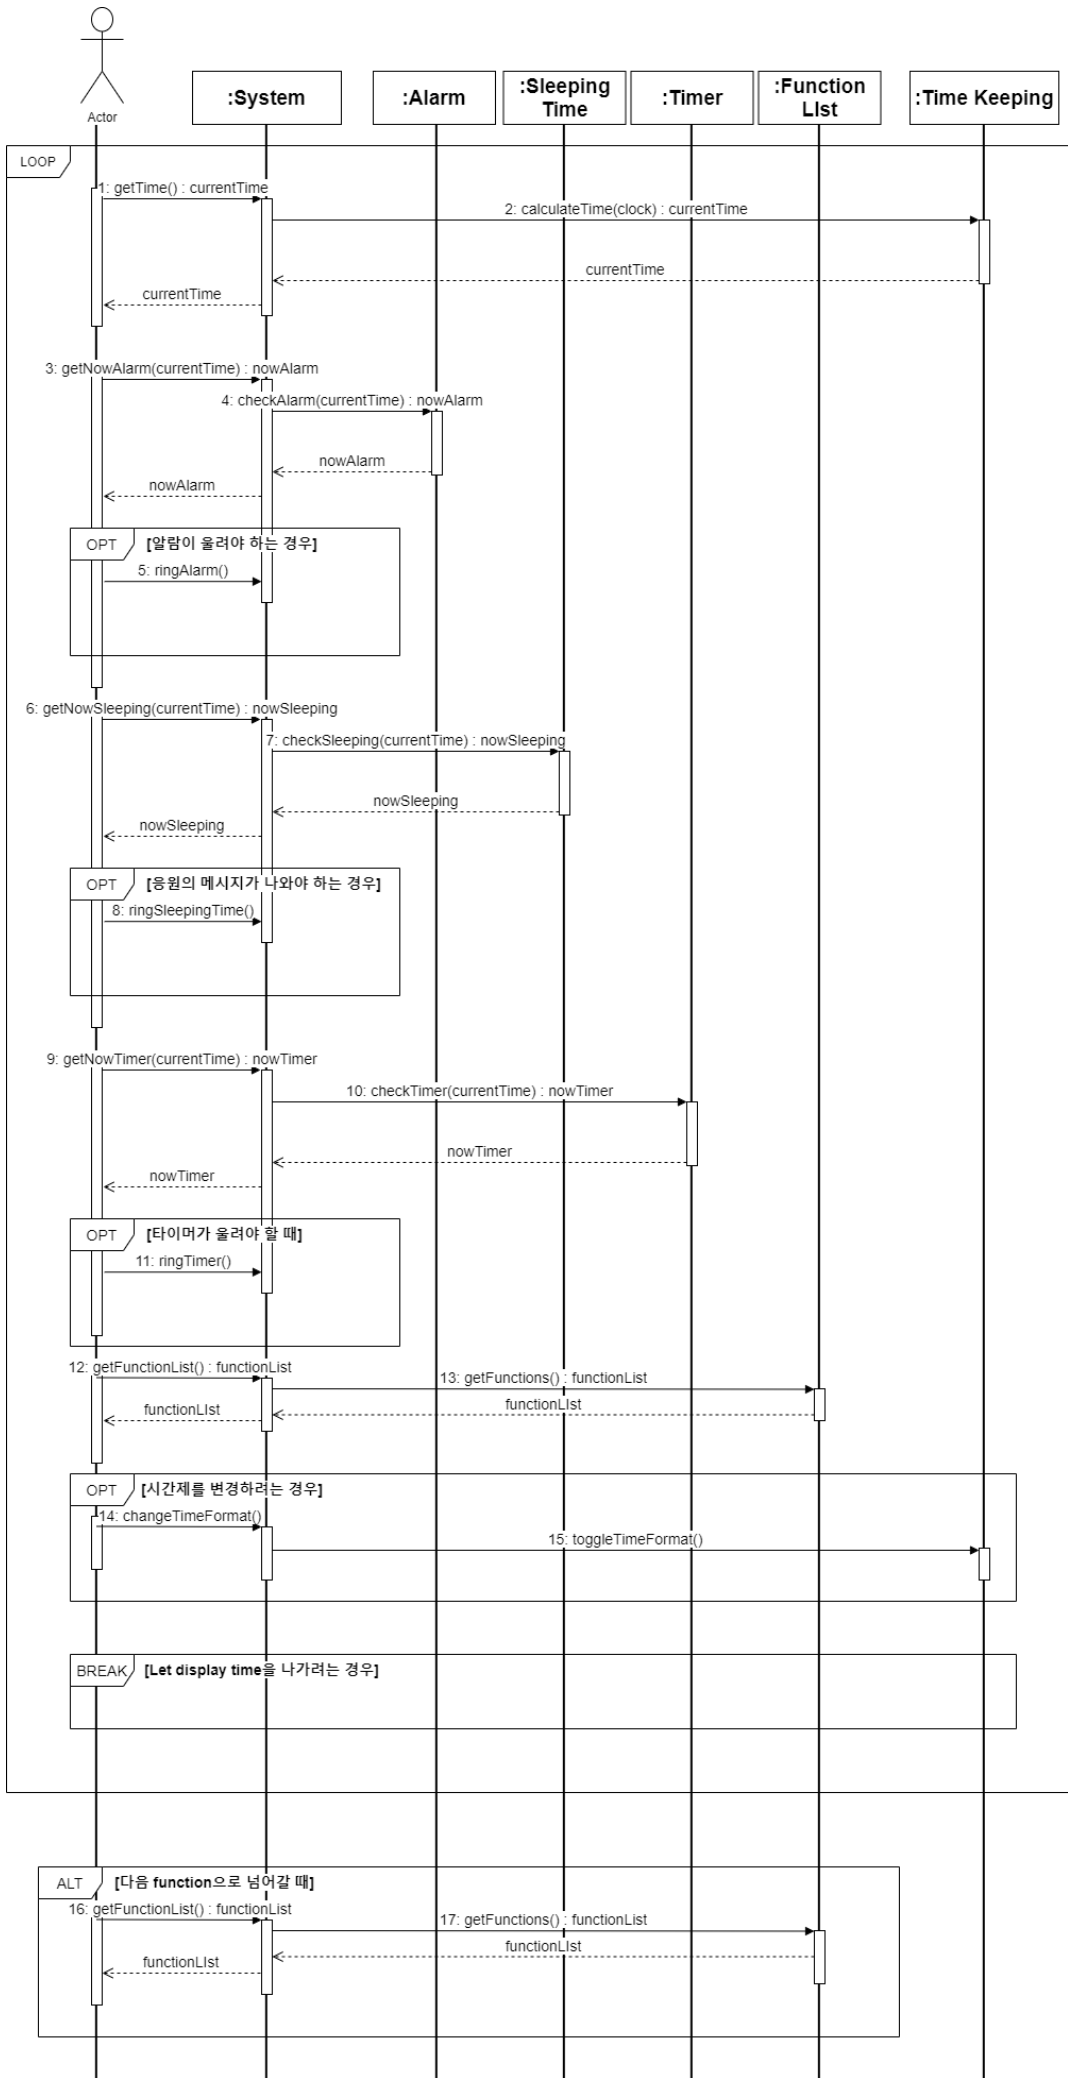 Actor
:System
:Alarm
:Sleeping
Time
:Timer
:Function
LIst
:Time Keeping
LOOP
1: getTime() : currentTime
2: calculateTime(clock) : currentTime
currentTime
currentTime
3: getNowAlarm(currentTime) : nowAlarm
4: checkAlarm(currentTime) : nowAlarm
nowAlarm
nowAlarm
OPT
[알람이 울려야 하는 경우]
5: ringAlarm()
6: getNowSleeping(currentTime) : nowSleeping
7: checkSleeping(currentTime) : nowSleeping
nowSleeping
nowSleeping
OPT
[응원의 메시지가 나와야 하는 경우]
8: ringSleepingTime()
9: getNowTimer(currentTime) : nowTimer
10: checkTimer(currentTime) : nowTimer
nowTimer
nowTimer
OPT
[타이머가 울려야 할 때]
11: ringTimer()
12: getFunctionList() : functionList
13: getFunctions() : functionList
functionLIst
functionLIst
OPT
[시간제를 변경하려는 경우]
14: changeTimeFormat()
15: toggleTimeFormat()
BREAK
[Let display time을 나가려는 경우]
ALT
[다음 function으로 넘어갈 때]
16: getFunctionList() : functionList
17: getFunctions() : functionList
functionLIst
functionLIst